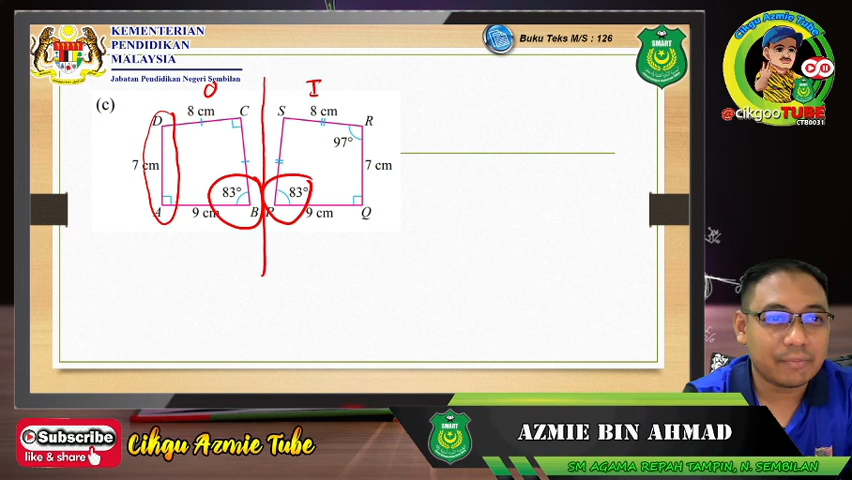 KEMENTERIAN
PENDIDIKAN
MALAYSIA
Jabatan Pendidikan Negeri Sembilan
Buku Teks M/S : 126
SMART
Cikgu Azmie Tube
@cikgooTUBE
CTB0031
O
I
(c)
D
8 cm
C
S
8 cm
R
97°
7 cm
7 cm
83°
83°
A
9 cm
B
P
9 cm
Q
Subscribe
like & share
Cikgu Azmie Tube
SMART
AZMIE BIN AHMAD
SM AGAMA REPAH TAMPIN, N. SEMBILAN